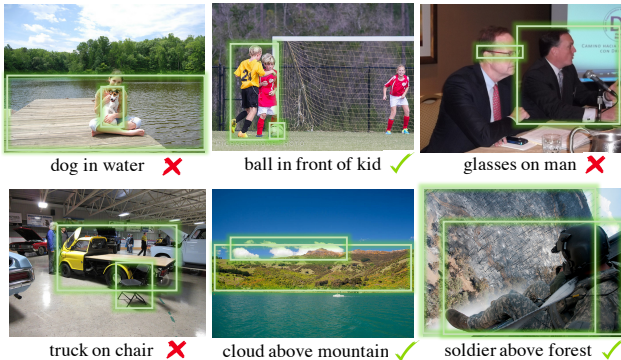 dog in water
ball in front of kid
24
glasses on man
truck on chair
cloud above mountain
soldier above forest